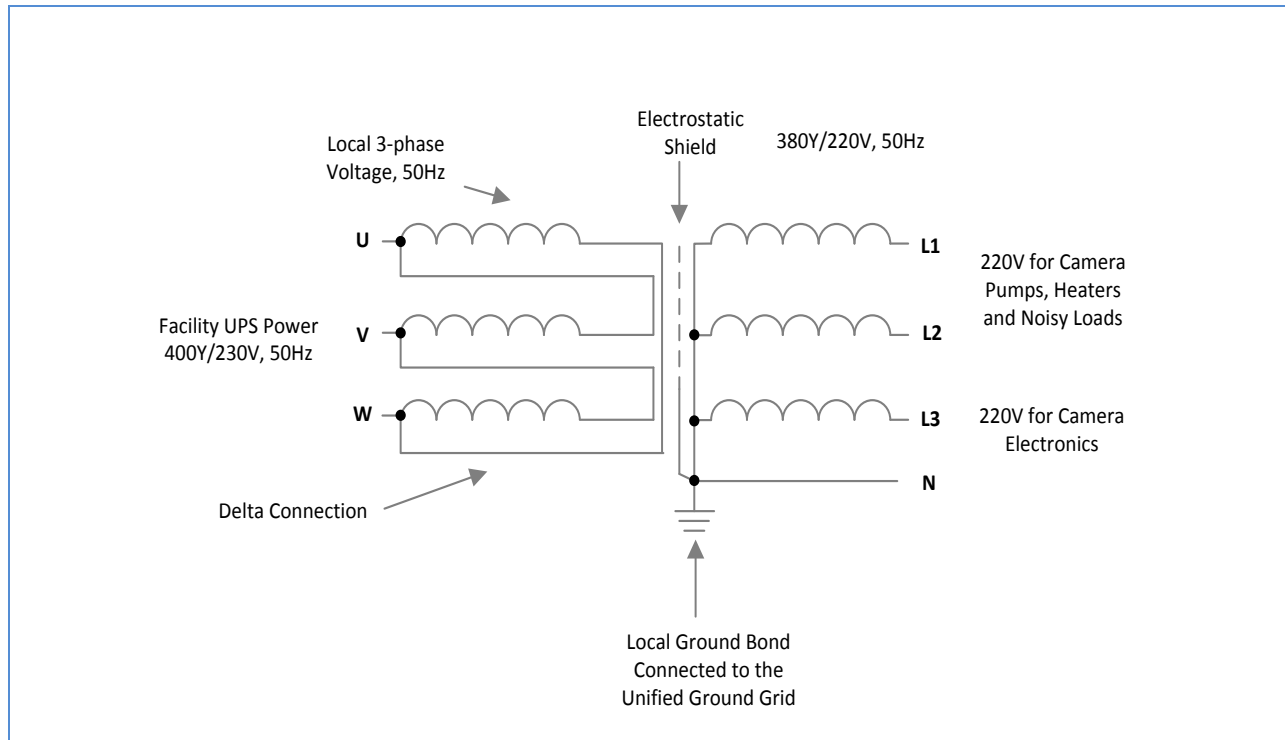 Electrostatic
Shield
380Y/220V, 50Hz
Local 3-phase
Voltage, 50Hz
U
L1
220V for Camera
Pumps, Heaters
and Noisy Loads
Facility UPS Power
400Y/230V, 50Hz
V
L2
W
L3
220V for Camera
Electronics
N
Delta Connection
Local Ground Bond
Connected to the
Unified Ground Grid